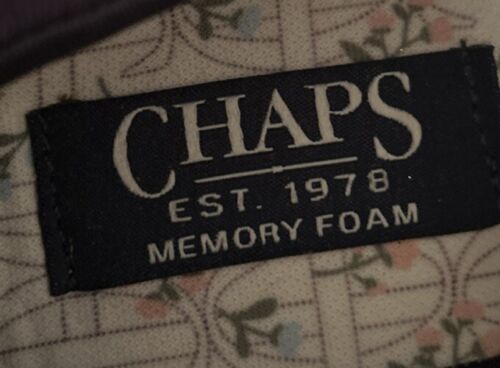 CHAPS
EST. 1978
MEMORY FOAM